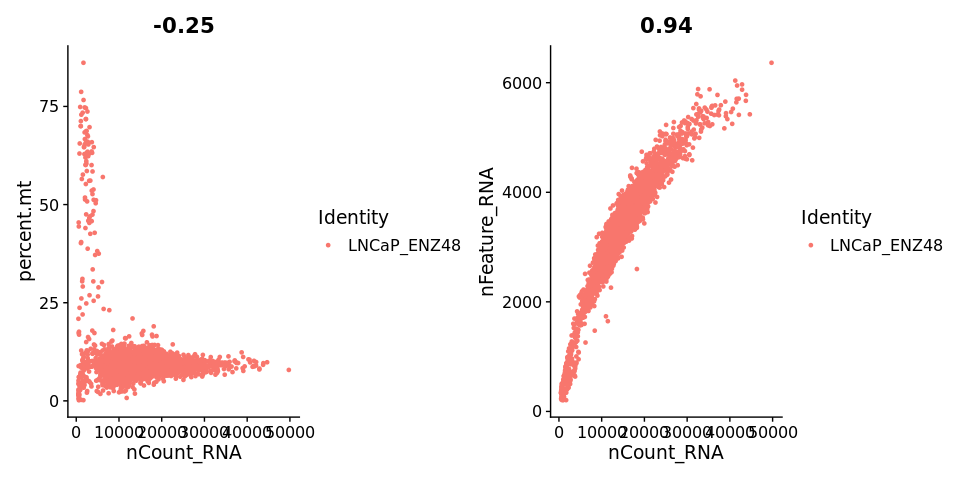 -0.25
percent.mt
75
50
25
0
0 10000 20000 30000 40000 50000
nCount_RNA
Identity
LNCaP_ENZ48
0.94
nFeature_RNA
6000
4000
2000
0
0 10000 20000 30000 40000 50000
nCount_RNA
Identity
LNCaP_ENZ48